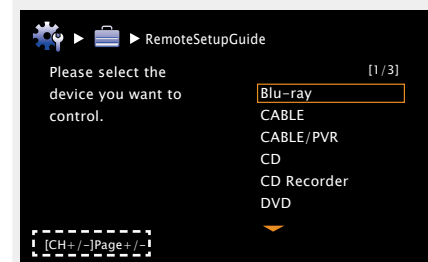 RemoteSetupGuide
Please select the
device you want to
control.
[1/3]
Blu-ray
CABLE
CABLE/PVR
CD
CD Recorder
DVD
[CH+/-]Page+/-